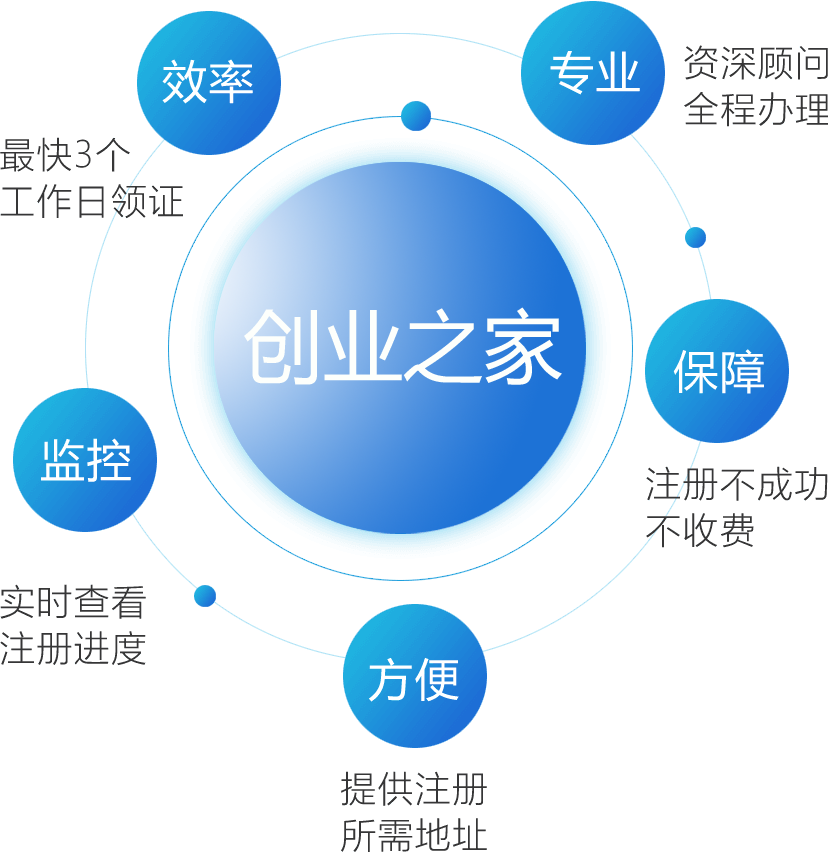 效率
最快3个
工作日领证
专业
资深顾问
全程办理
创业之家
保障
注册不成功
不收费
监控
实时查看
注册进度
方便
提供注册
所需地址